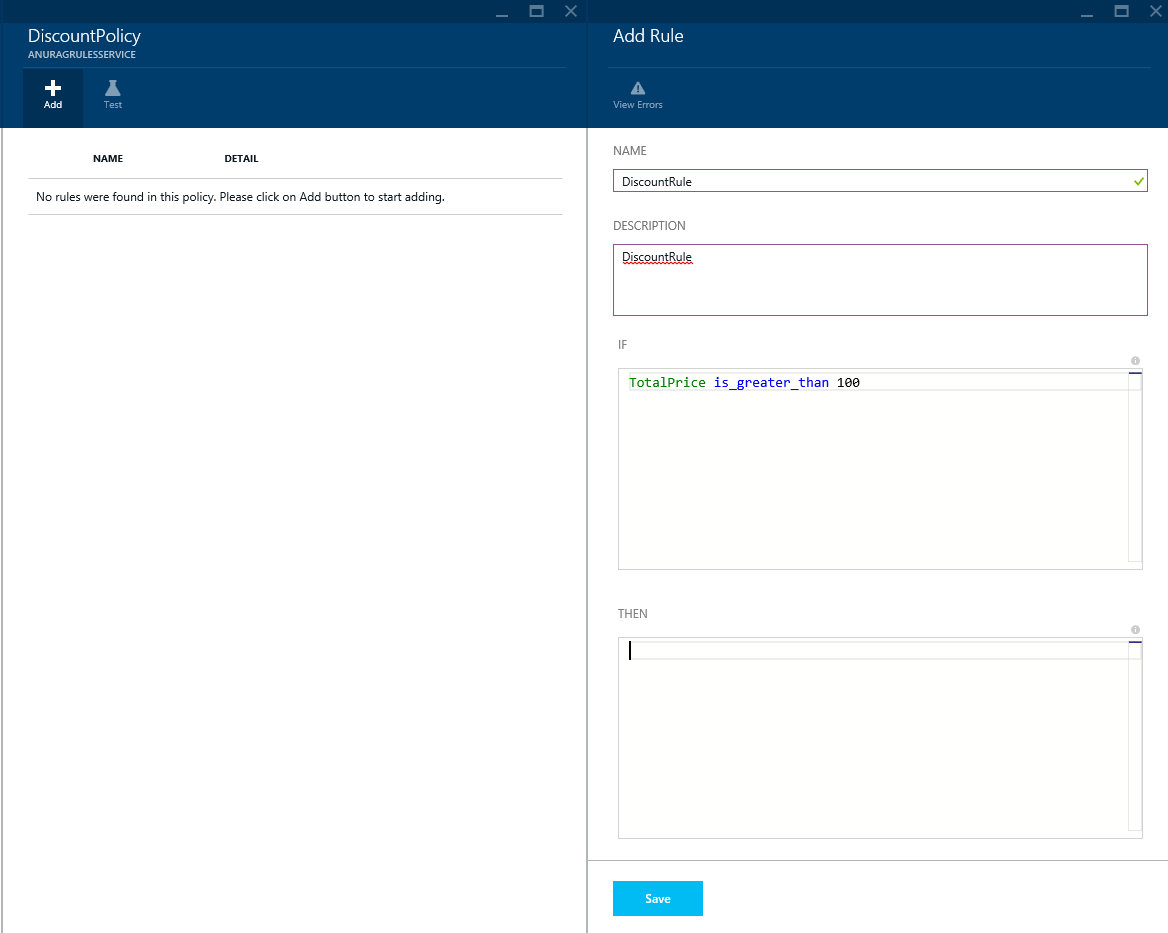 DiscountPolicy
ANURAGRULESSERVICE
Add
Test
NAME
DETAIL
No rules were found in this policy. Please click on Add button to start adding.
Add Rule
View Errors
NAME
DiscountRule
DESCRIPTION
DiscountRule
IF
TotalPrice is_greater_than 100
THEN
Save